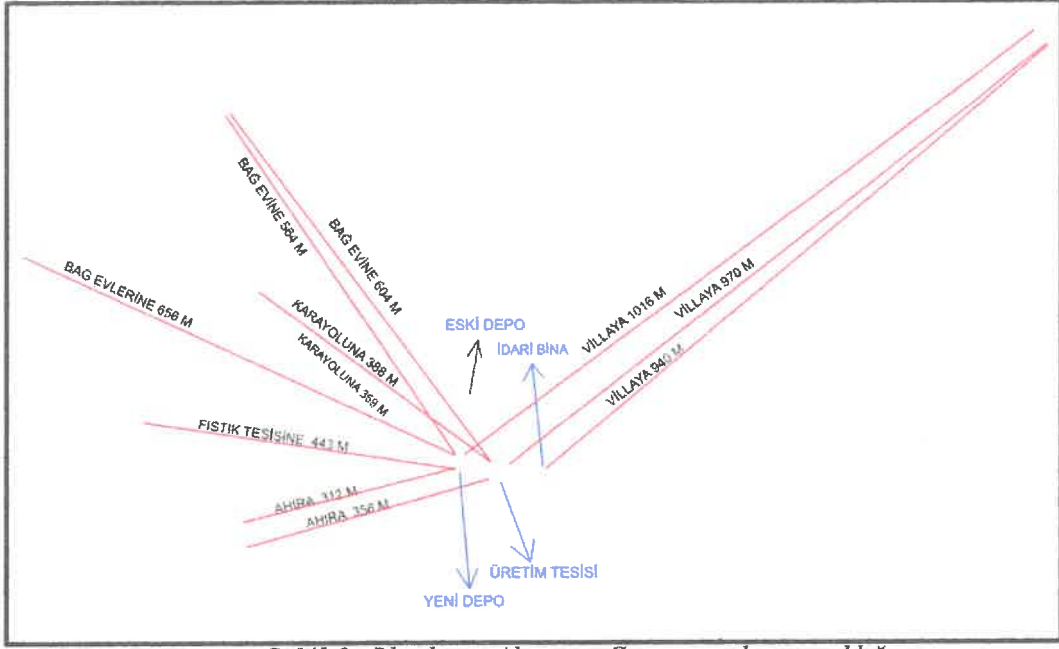 BAĞ EVİNE 584 M
BAĞ EVİNE 604 M
BAĞ EVLERİNE 656 M
KARAYOLUNA 388 M
KARAYOLUNA 369 M
ESKİ DEPO
İDARİ BİNA
VİLLAYA 1016 M
VİLLAYA 970 M
VİLLAYA 940 M
FISTIK TESİSİNE 443 M
AHIRA 312 M
AHIRA 356 M
ÜRETİM TESİSİ
YENİ DEPO